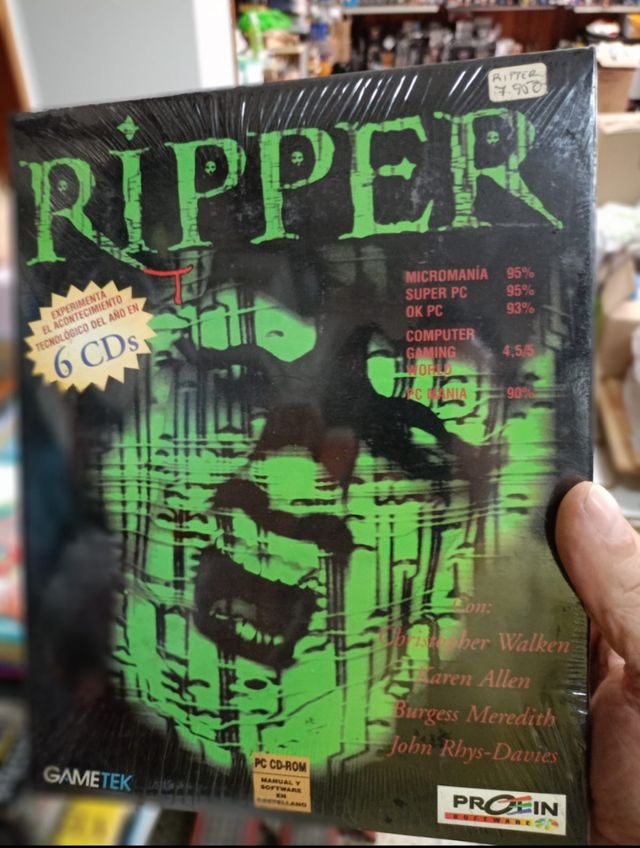 RIPPER
7.900
RIPPER
EXPERIMENTA
EL ACONTECIMIENTO
TECNOLÓGICO DEL AÑO EN
6 CDs
MICROMANÍA 95%
SUPER PC 95%
OK PC 93%
COMPUTER
GAMING 4,5/5
WORLD
PC MANIA 90%
Con:
Christopher Walken
Karen Allen
Burgess Meredith
John Rhys-Davies
GAMETEK
PC CD-ROM
MANUAL Y
SOFTWARE
EN
CASTELLANO
PROEIN
SOFTWARE